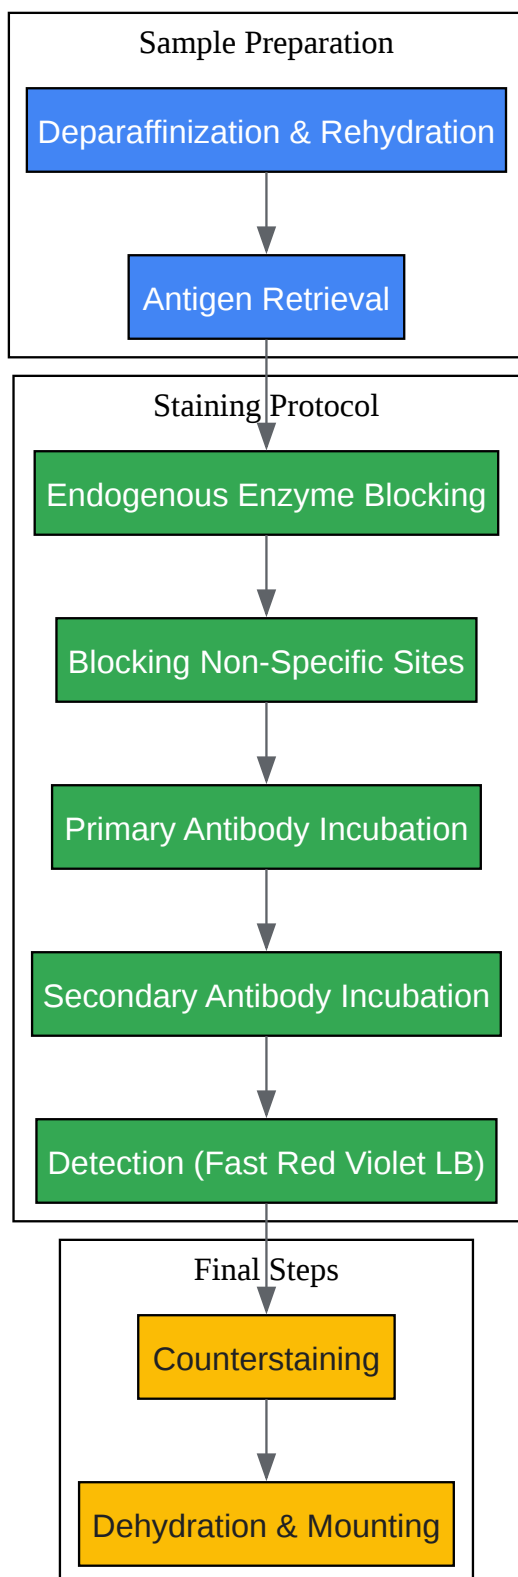 Sample Preparation
Deparaffinization & Rehydration
Antigen Retrieval
Staining Protocol
Endogenous Enzyme Blocking
Blocking Non-Specific Sites
Primary Antibody Incubation
Secondary Antibody Incubation
Detection (Fast Red Violet LB)
Final Steps
Counterstaining
Dehydration & Mounting